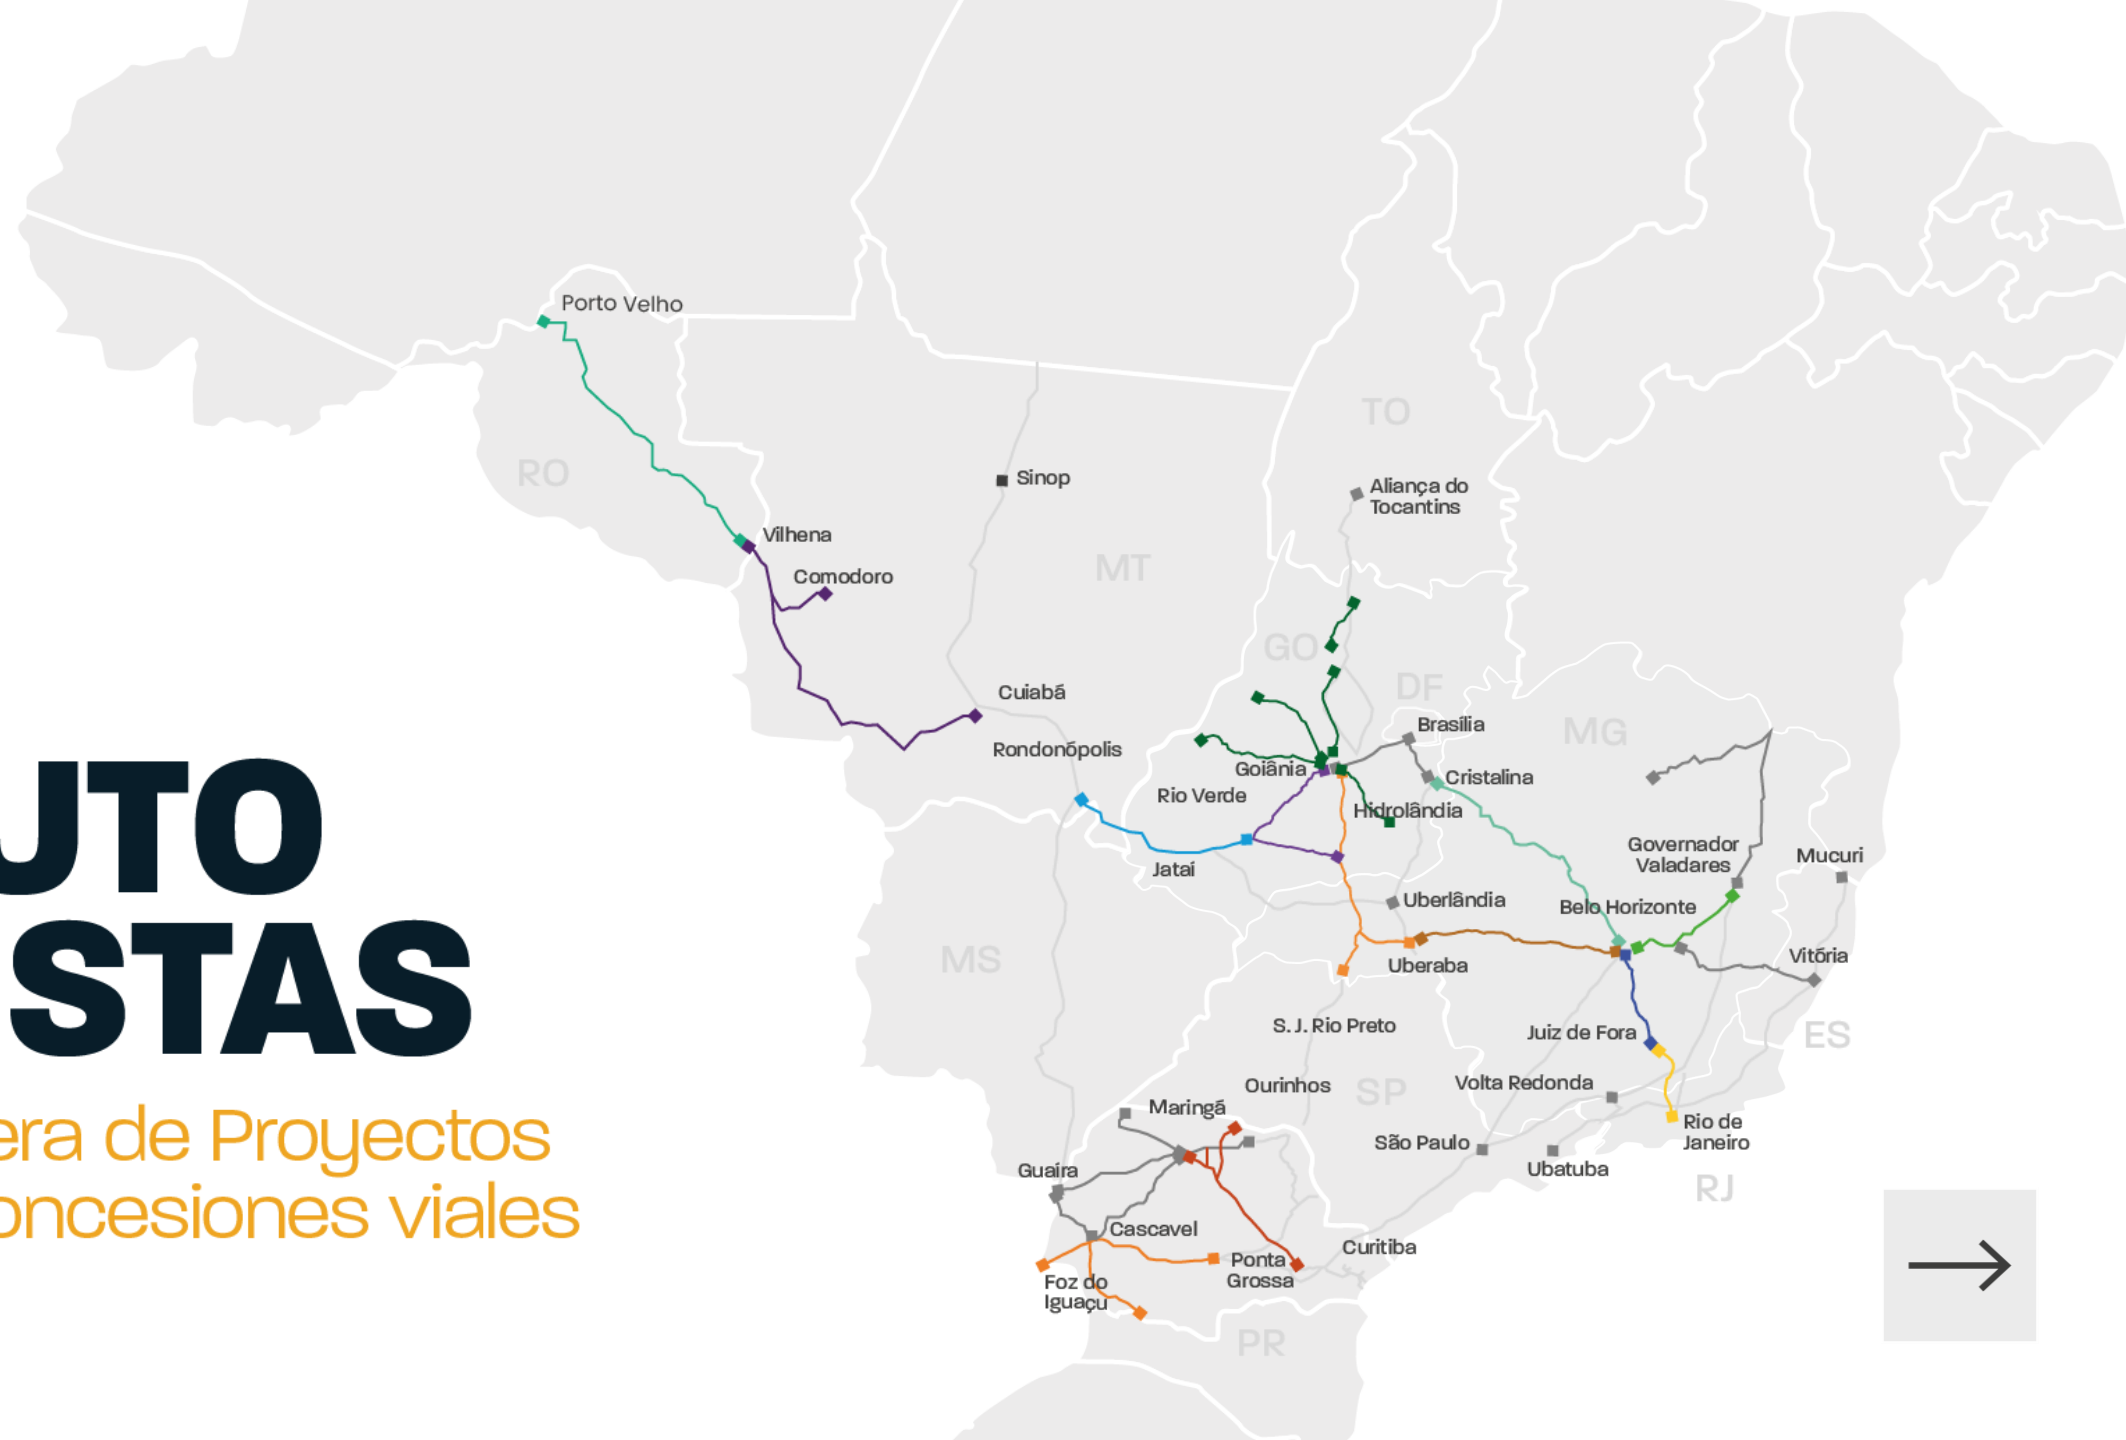 UTO
STAS
era de Proyectos
oncesiones viales
Porto Velho
RO
Vilhena
Comodoro
Sinop
MT
Cuiabá
Rondonópolis
TO
Aliança do
Tocantins
GO
DF
Brasília
MG
Goiânia
Cristalina
Rio Verde
Hidrolândia
Jataí
Governador
Valadares
Mucuri
Uberlândia
Belo Horizonte
MS
Uberaba
Vitória
S. J. Rio Preto
Juiz de Fora
ES
Ourinhos
SP
Volta Redonda
Maringá
Rio de
Janeiro
São Paulo
Ubatuba
Guaíra
RJ
Cascavel
Curitiba
Ponta
Grossa
Foz do
Iguaçu
PR